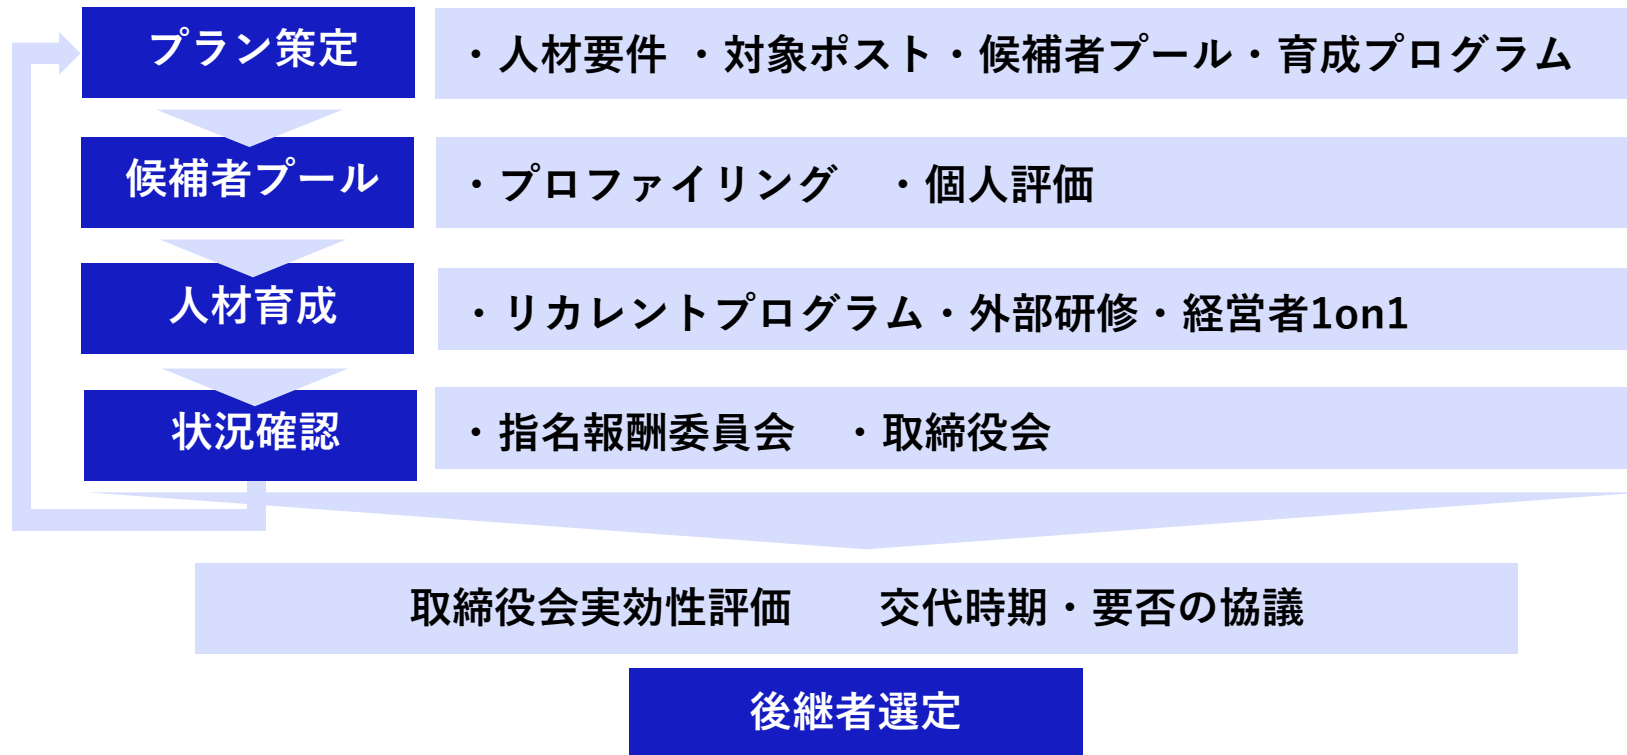 プラン策定
・人材要件 ・対象ポスト・候補者プール・育成プログラム
候補者プール
・プロファイリング ・個人評価
人材育成
・リカレントプログラム・外部研修・経営者1on1
状況確認
・指名報酬委員会 ・取締役会
取締役会実効性評価 交代時期・要否の協議
後継者選定